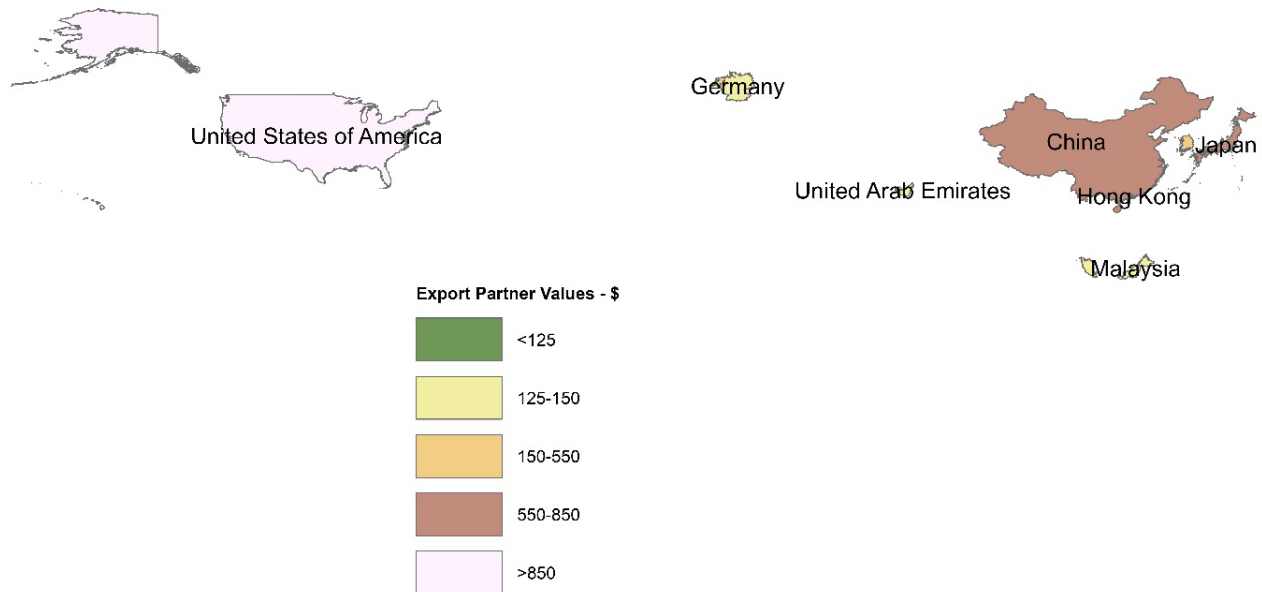 Germany
United States of America
China
Japan
United Arab Emirates
Hong Kong
Malaysia
Export Partner Values - $
<125
125-150
150-550
550-850
>850